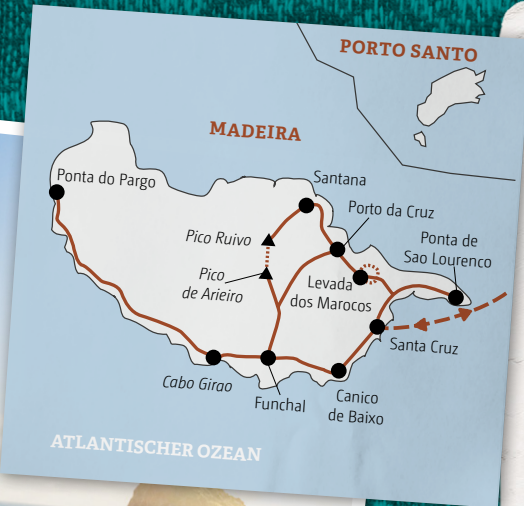 PORTO SANTO
MADEIRA
Ponta do Pargo
Santana
Porto da Cruz
Pico Ruivo
Ponta de
Sao Lourenco
Pico
de Arieiro
Levada
dos Marocos
Santa Cruz
Cabo Girao
Funchal
Canico
de Baixo
ATLANTISCHER OZEAN